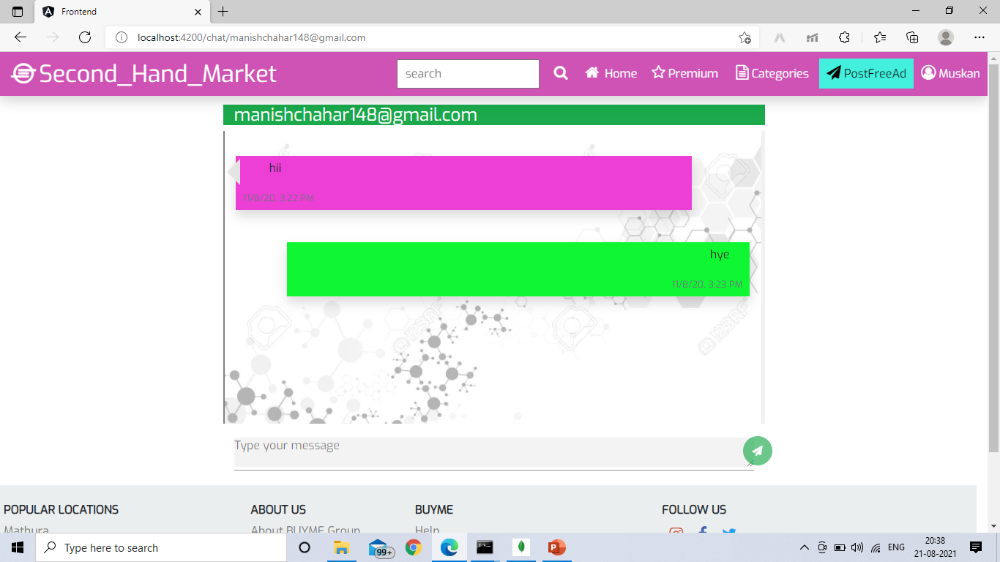 Frontend
localhost:4200/chat/manishchahar148@gmail.com
Second_Hand_Market
search
Home
Premium
Categories
PostFreeAd
Muskan
manishchahar148@gmail.com
hii
11/8/20, 3:22 PM
hye
11/8/20, 3:23 PM
123RF
123RF
Type your message
POPULAR LOCATIONS
ABOUT US
BUYME
FOLLOW US
Mathura
About BUYME Group
Help
Type here to search
99+
ENG
20:38
21-08-2021